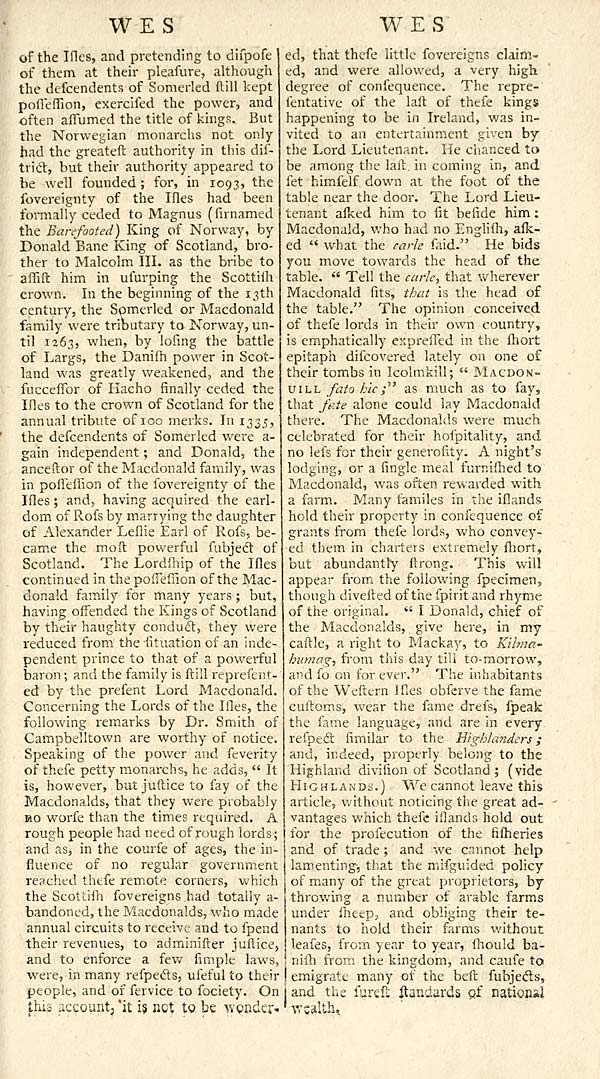 WES
of the Iſles, and pretending to diſpoſe
of them at their pleaſure, although
the deſcendents of Somerled ſtill kept
poſſeſſion, exerciſed the power, and
often aſſumed the title of kings. But
the Norwegian monarchs not only
had the greateſt authority in this diſ-
trict, but their authority appeared to
be well founded; for, in 1093, the
ſovereignty of the Iſles had been
formally ceded to Magnus (ſirnamed
the Barefooted) King of Norway, by
Donald Bane King of Scotland, bro-
ther to Malcolm III. as the bribe to
aſſiſt him in uſurping the Scottiſh
crown. In the beginning of the 13th
century, the Somerled or Macdonald
family were tributary to Norway, un-
til 1263, when, by loſing the battle
of Largs, the Daniſh power in Scot-
land was greatly weakened, and the
ſucceſſor of Hacho finally ceded the
Iſles to the crown of Scotland for the
annual tribute of 100 merks. In 1335,
the deſcendents of Somerled were a-
gain independent; and Donald, the
anceſtor of the Macdonald family, was
in poſſeſſion of the ſovereignty of the
Iſles; and, having acquired the earl-
dom of Roſs by marrying the daughter
of Alexander Leſlie Earl of Roſs, be-
came the moſt powerful ſubject of
Scotland. The Lordſhip of the Iſles
continued in the poſſeſſion of the Mac-
donald family for many years; but,
having offended the Kings of Scotland
by their haughty conduct, they were
reduced from the ſituation of an inde-
pendent prince to that of a powerful
baron; and the family is ſtill repreſent-
ed by the preſent Lord Macdonald.
Concerning the Lords of the Iſles, the
following remarks by Dr. Smith of
Campbelltown are worthy of notice.
Speaking of the power and ſeverity
of theſe petty monarchs, he adds, “ It
is, however, but juſtice to ſay of the
Macdonalds, that they were probably
no worſe than the times required. A
rough people had need of rough lords;
and as, in the courſe of ages, the in-
fluence of no regular government
reached theſe remote corners, which
the Scottiſh ſovereigns had totally a-
bandoned, the Macdonalds, who made
annual circuits to receive and to ſpend
their revenues, to adminiſter juſtice,
and to enforce a few ſimple laws,
were, in many reſpects, uſeful to their
people, and of ſervice to ſociety. On
this account, it is not to be wonder-
WES
ed, that theſe little ſovereigns claim-
ed, and were allowed, a very high
degree of conſequence. The repre-
ſentative of the laſt of theſe kings
happening to be in Ireland, was in-
vited to an entertainment given by
the Lord Lieutenant. He chanced to
be among the laſt in coming in, and
ſet himſelf down at the foot of the
table near the door. The Lord Lieu-
tenant aſked him to ſit beſide him:
Macdonald, who had no Engliſh, aſk-
ed “ what the carle ſaid.” He bids
you move towards the head of the
table. “ Tell the carle, that wherever
Macdonald ſits, that is the head of
the table.” The opinion conceived
of theſe lords in their own country,
is emphatically expreſſed in the ſhort
epitaph diſcovered lately on one of
their tombs in Icolmkill; “ MACDON-
UILL fato hic;” as much as to ſay,
that fate alone could lay Macdonald
there. The Macdonalds were much
celebrated for their hoſpitality, and
no leſs for their generoſity. A night's
lodging, or a ſingle meal furniſhed to
Macdonald, was often rewarded with
a farm. Many familes in the iſlands
hold their property in conſequence of
grants from theſe lords, who convey-
ed them in charters extremely ſhort,
but abundantly ſtrong. This will
appear from the following ſpecimen,
though diveſted of the ſpirit and rhyme
of the original. “ I Donald, chief of
the Macdonalds, give here, in my
caſtle, a right to Mackay, to Kilma-
humag, from this day till to-morrow,
and ſo on for ever.” The inhabitants
of the Weſtern Iſles obſerve the ſame
cuſtoms, wear the ſame dreſs, ſpeak
the ſame language, and are in every
reſpect ſimilar to the Highlanders;
and, indeed, properly belong to the
Highland diviſion of Scotland; (vide
HIGHLANDS.) We cannot leave this
article, without noticing the great ad-
vantages which theſe iſlands hold out
for the proſecution of the fiſheries
and of trade; and we cannot help
lamenting, that the miſguided policy
of many of the great proprietors, by
throwing a number of arable farms
under ſheep, and obliging their te-
nants to hold their farms without
leaſes, from year to year, ſhould ba-
niſh from the kingdom, and cauſe to
emigrate many of the beſt ſubjects,
and the ſureſt ſtandards of national
wealth.